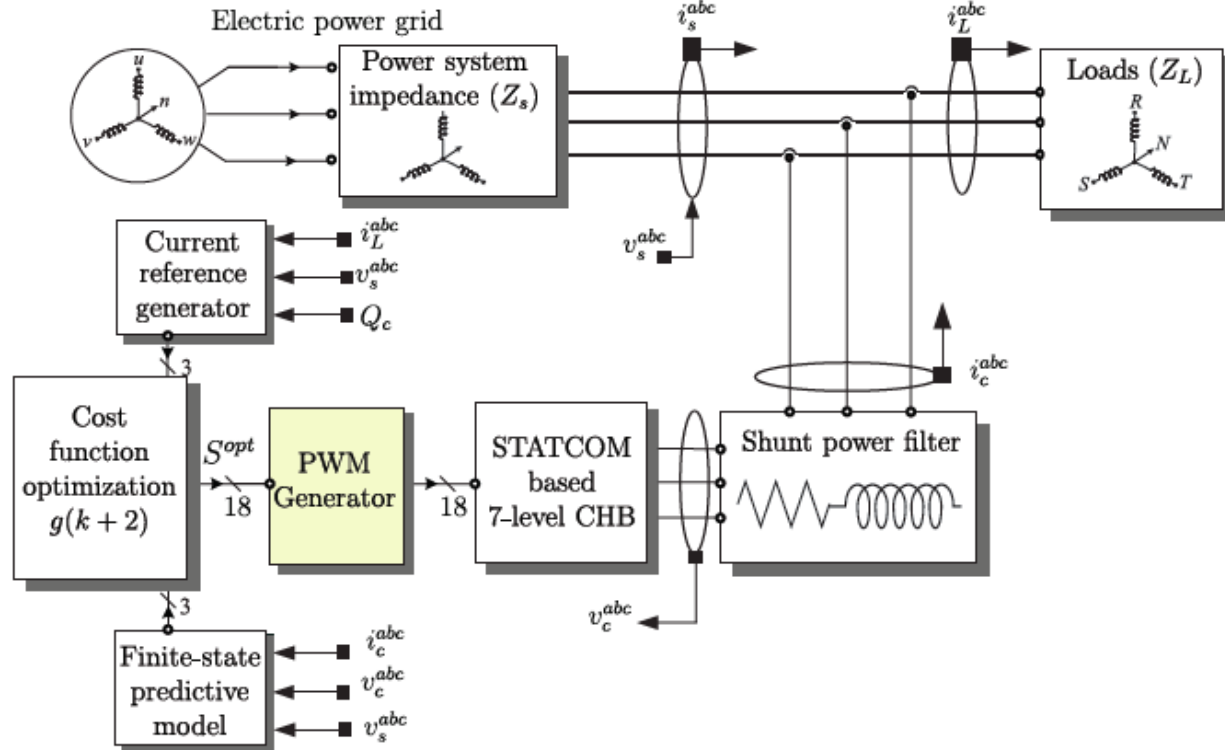 Electric power grid
u
n
v
w
Power system
impedance (Z_s)
i_s^{abc}
i_L^{abc}
Loads (Z_L)
R
N
S
T
v_s^{abc}
Current
reference
generator
i_L^{abc}
v_s^{abc}
Q_c
3
i_c^{abc}
Cost
function
optimization
g(k + 2)
S^{opt}
18
PWM
Generator
18
STATCOM
based
7-level CHB
Shunt power filter
v_c^{abc}
3
Finite-state
predictive
model
i_c^{abc}
v_c^{abc}
v_s^{abc}